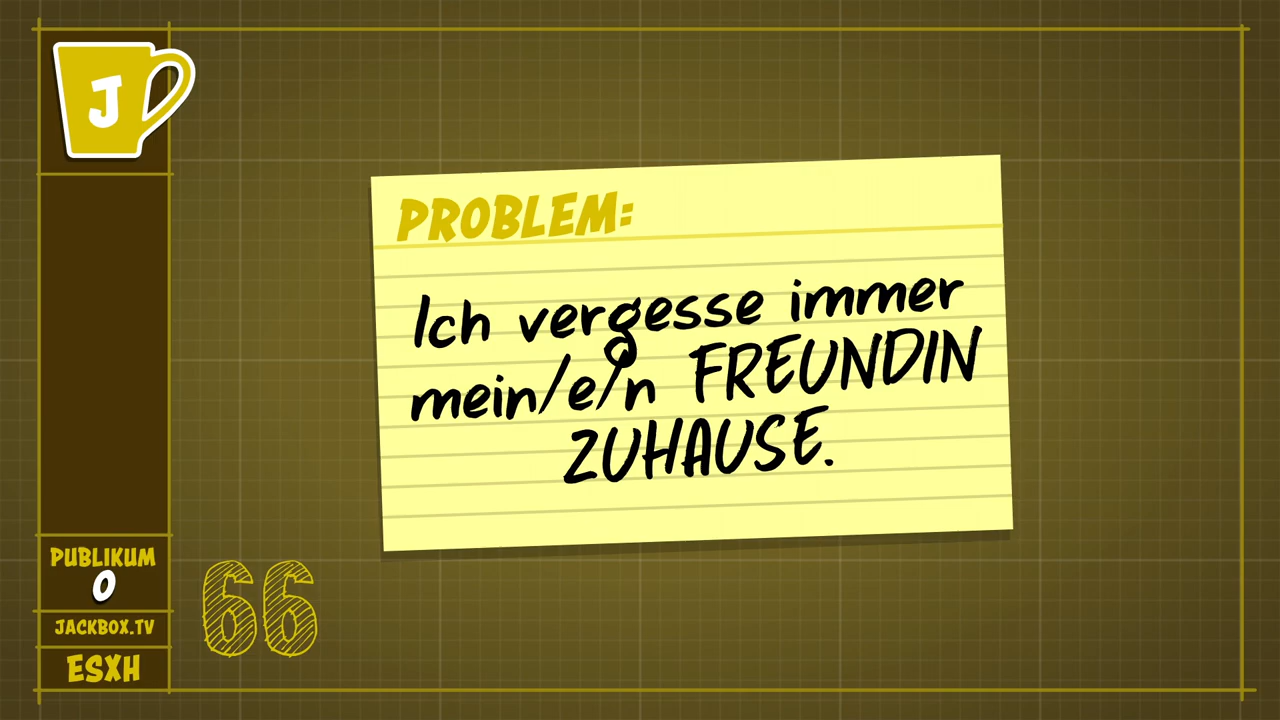 J
PROBLEM:
Ich vergesse immer
mein/e/n FREUNDIN
ZUHAUSE.
PUBLIKUM
0
JACKBOX.TV
ESXH
66